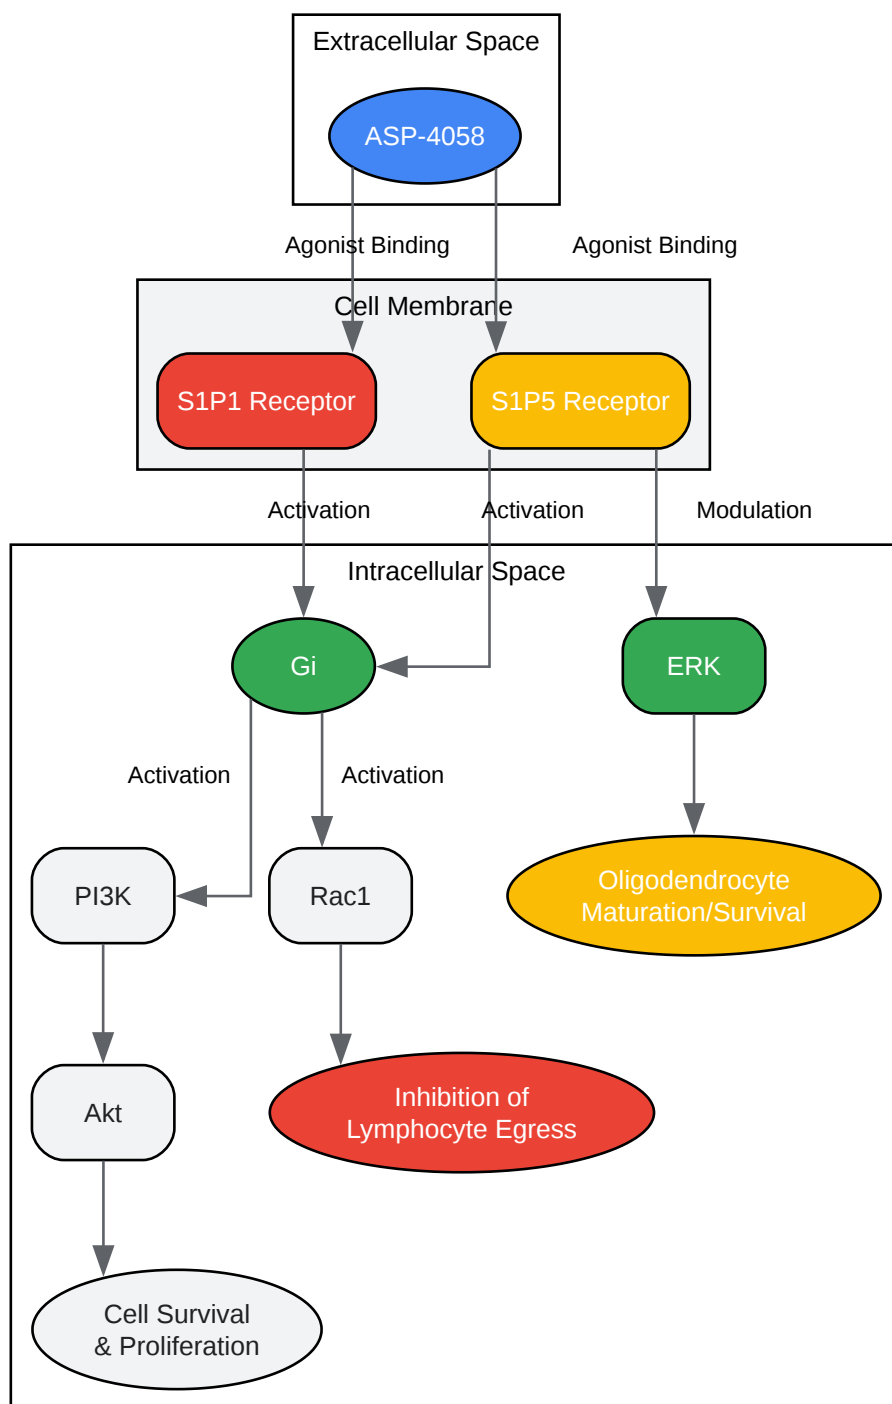 Extracellular Space
ASP-4058
Agonist Binding
Agonist Binding
Cell Membrane
S1P1 Receptor
S1P5 Receptor
Activation
Activation
Modulation
Intracellular Space
Gi
ERK
Activation
Activation
PI3K
Rac1
Oligodendrocyte
Maturation/Survival
Akt
Inhibition of
Lymphocyte Egress
Cell Survival
& Proliferation